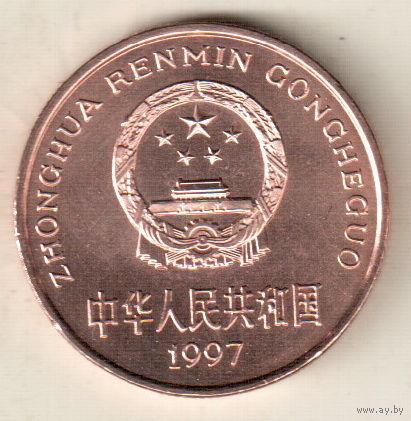 ZHONGHUA RENMIN GONGHEGUO
中华人民共和国
1997
www.ay.by